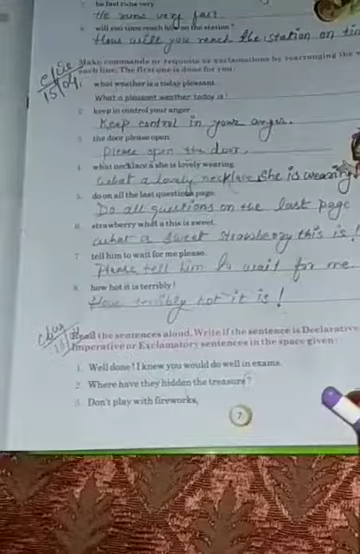 he fast runs very
He runs very fast
will you time reach how on the station?
How will you reach the station on
Make commands or requests or exclamations by rearranging the
each line. The first one is done for you:
15/04
1. what weather is a today pleasant
What a pleasant weather today is!
2. keep in control your anger
Keep control in your anger.
3. the door please open
Please open the door.
4. what necklace a she is lovely wearing
What a lovely necklace she is wearing
5. do on all the last questions page.
Do all questions on the last page
6. strawberry what a this is sweet.
What a sweet strawberry this is!
7. tell him to wait for me please.
Please tell him to wait for me.
8. how hot it is terribly!
How terribly hot it is!
Read the sentences aloud. Write if the sentence is Declarative
Imperative or Exclamatory sentences in the space given:
1. Well done! I knew you would do well in exams.
2. Where have they hidden the treasure?
3. Don't play with fireworks,
7